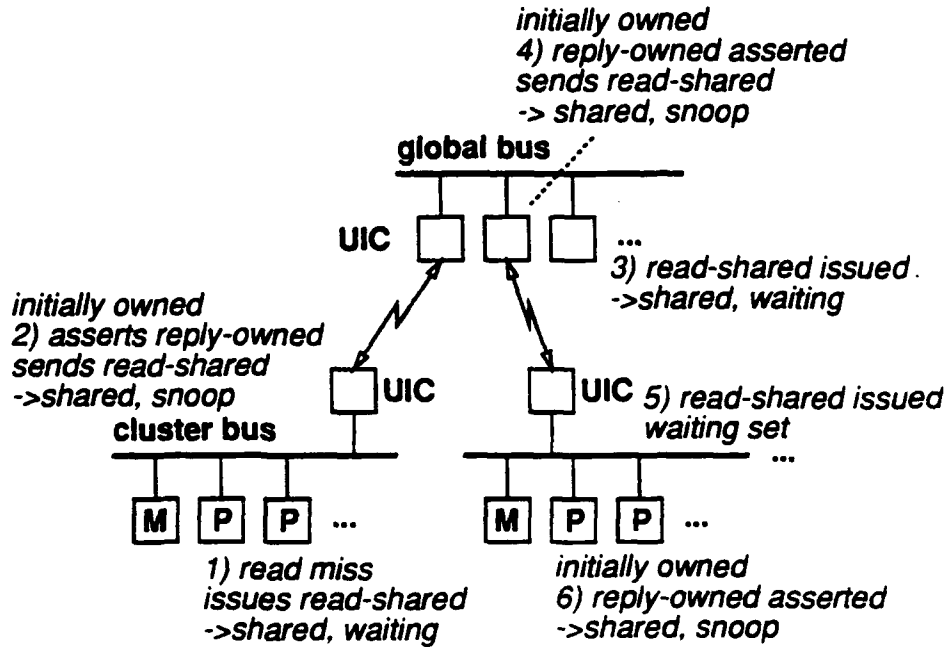 initially owned
4) reply-owned asserted
sends read-shared
-> shared, snoop
global bus
UIC
...
3) read-shared issued.
->shared, waiting
initially owned
2) asserts reply-owned
sends read-shared
->shared, snoop
UIC
UIC
5) read-shared issued
waiting set
cluster bus
...
M P P ...
M P P ...
1) read miss
issues read-shared
->shared, waiting
initially owned
6) reply-owned asserted
->shared, snoop